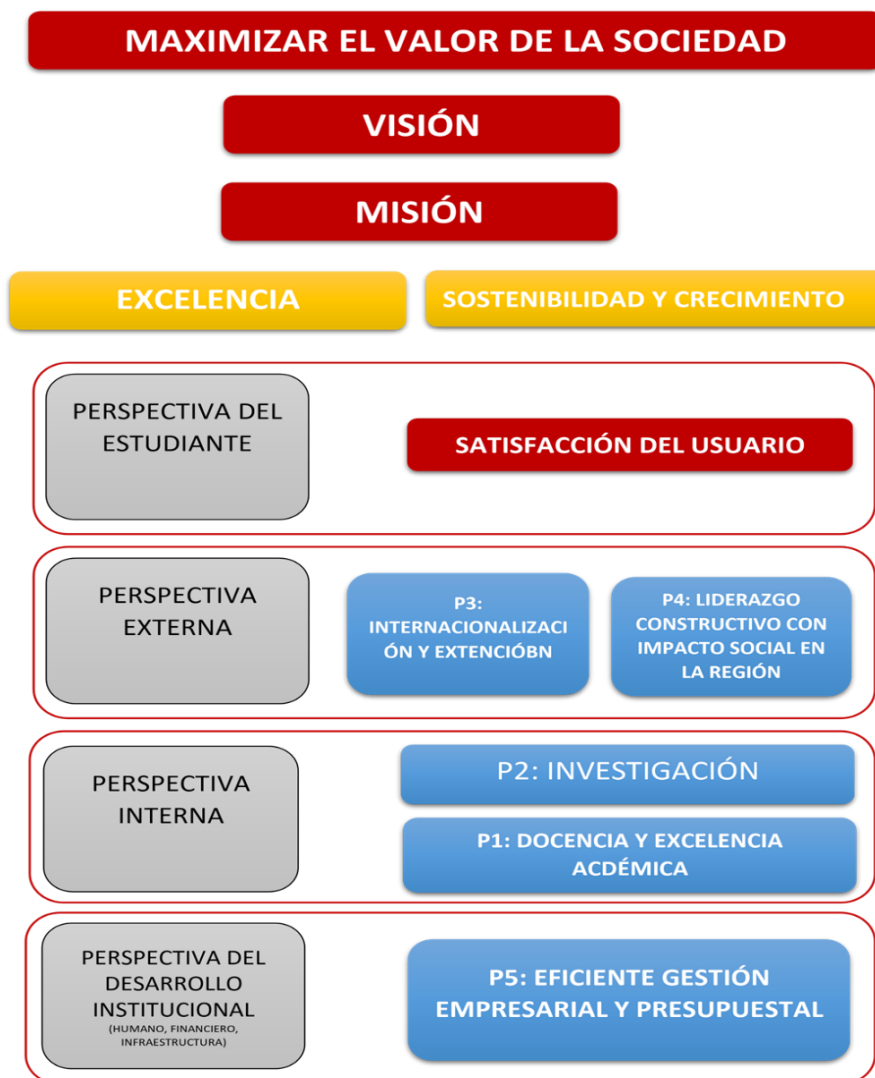 MAXIMIZAR EL VALOR DE LA SOCIEDAD
VISIÓN
MISIÓN
EXCELENCIA
SOSTENIBILIDAD Y CRECIMIENTO
PERSPECTIVA DEL
ESTUDIANTE
SATISFACCIÓN DEL USUARIO
PERSPECTIVA
EXTERNA
P3:
INTERNACIONALIZACI
ÓN Y EXTENCIÓBN
P4: LIDERAZGO
CONSTRUCTIVO CON
IMPACTO SOCIAL EN
LA REGIÓN
PERSPECTIVA
INTERNA
P2: INVESTIGACIÓN
P1: DOCENCIA Y EXCELENCIA
ACDÉMICA
PERSPECTIVA DEL
DESARROLLO
INSTITUCIONAL
(HUMANO, FINANCIERO,
INFRAESTRUCTURA)
P5: EFICIENTE GESTIÓN
EMPRESARIAL Y PRESUPUESTAL